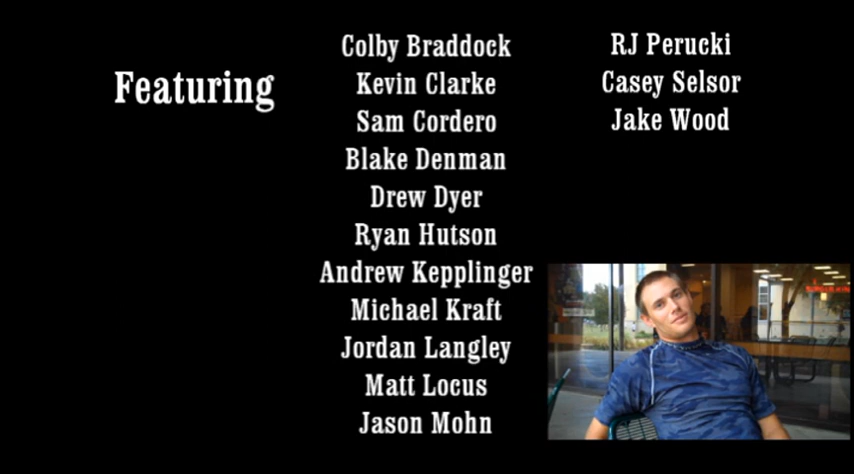 Featuring
Colby Braddock
Kevin Clarke
Sam Cordero
Blake Denman
Drew Dyer
Ryan Hutson
Andrew Kepplinger
Michael Kraft
Jordan Langley
Matt Locus
Jason Mohn
RJ Perucki
Casey Selsor
Jake Wood